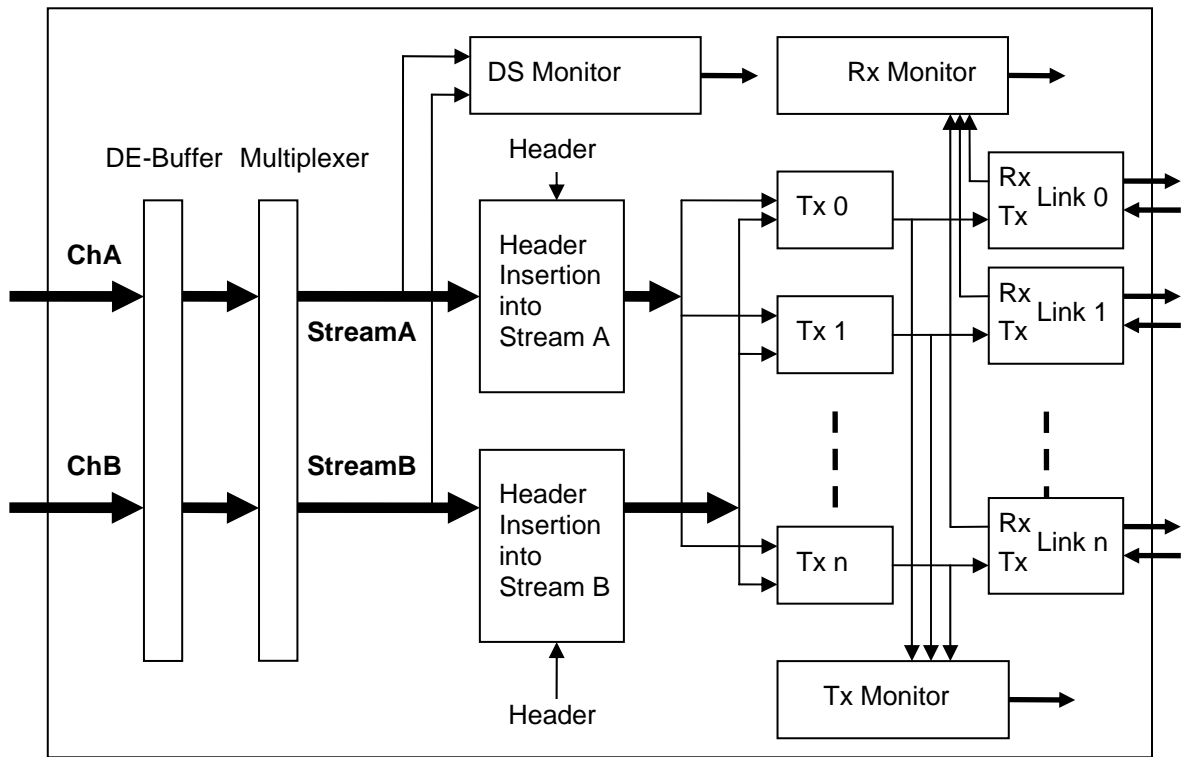 DS Monitor
Rx Monitor
DE-Buffer
Multiplexer
Header
ChA
StreamA
Header
Insertion
into
Stream A
Tx 0
Rx
Tx
Link 0
Tx 1
Rx
Tx
Link 1
ChB
StreamB
Header
Insertion
into
Stream B
Tx n
Rx
Tx
Link n
Header
Tx Monitor